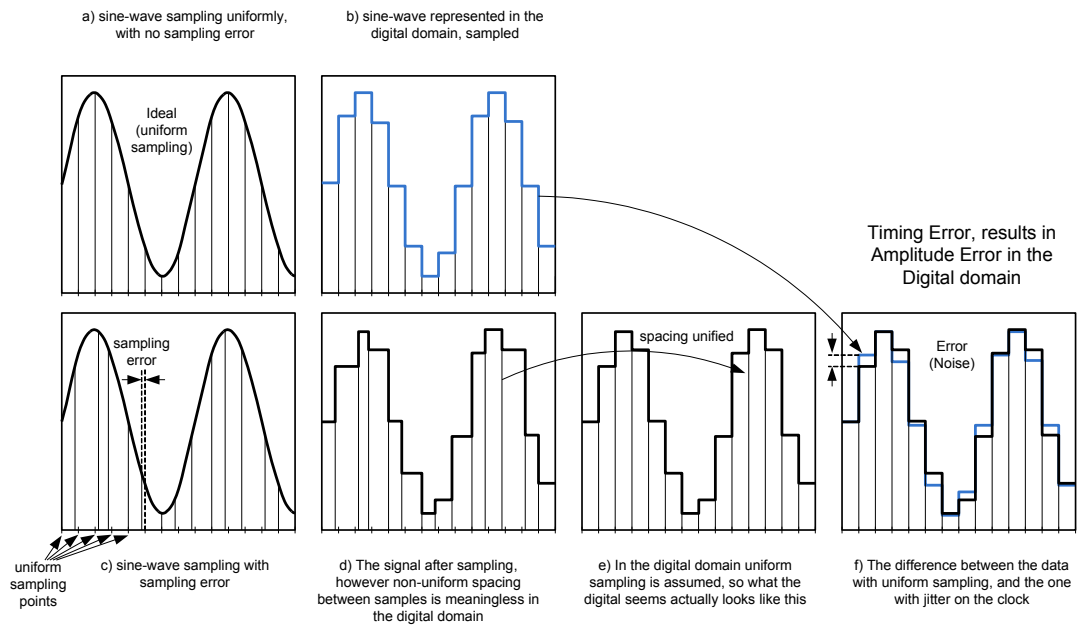 a) sine-wave sampling uniformly,
with no sampling error
b) sine-wave represented in the
digital domain, sampled
Ideal
(uniform
sampling)
Timing Error, results in
Amplitude Error in the
Digital domain
sampling
error
spacing unified
Error
(Noise)
uniform
sampling
points
c) sine-wave sampling with
sampling error
d) The signal after sampling,
however non-uniform spacing
between samples is meaningless in
the digital domain
e) In the digital domain uniform
sampling is assumed, so what the
digital seems actually looks like this
f) The difference between the data
with uniform sampling, and the one
with jitter on the clock